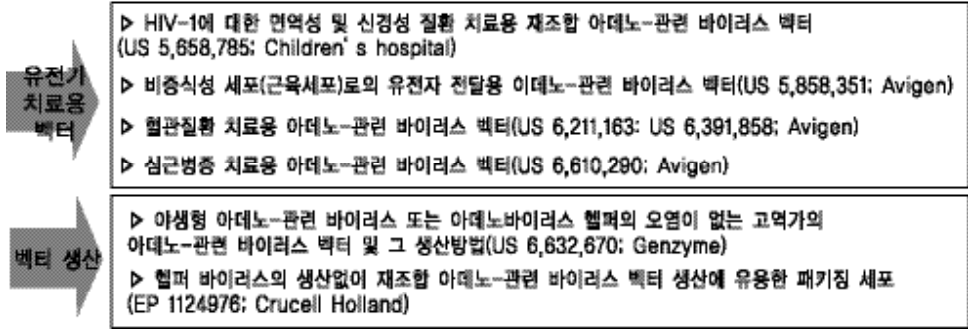 유전기
치료용
벡터
▷ HIV-1에 대한 면역성 및 신경성 질환 치료용 재조합 아데노-관련 바이러스 벡터
(US 5,658,785; Children's hospital)
▷ 비증식성 세포(근육세포)로의 유전자 전달용 이데노-관련 바이러스 벡터(US 5,858,351; Avigen)
▷ 혈관질환 치료용 아데노-관련 바이러스 벡터(US 6,211,163: US 6,391,858; Avigen)
▷ 심근병증 치료용 아데노-관련 바이러스 벡터(US 6,610,290; Avigen)
벡터 생산
▷ 야생형 아데노-관련 바이러스 또는 아데노바이러스 헬퍼의 오염이 없는 고역가의
아데노-관련 바이러스 벡터 및 그 생산방법(US 6,632,670; Genzyme)
▷ 헬퍼 바이러스의 생산없이 재조합 아데노-관련 바이러스 벡터 생산에 유용한 패키징 세포
(EP 1124976; Crucell Holland)